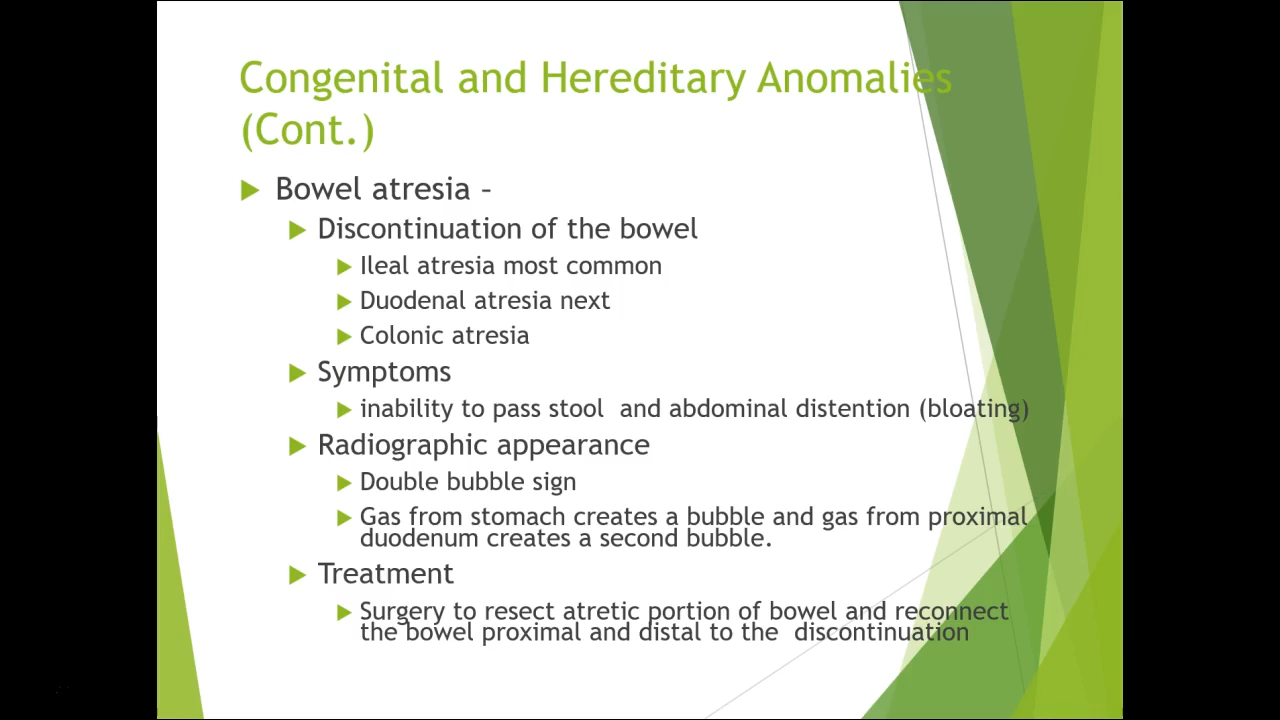 Congenital and Hereditary Anomalies
(Cont.)
Bowel atresia –
Discontinuation of the bowel
Ileal atresia most common
Duodenal atresia next
Colonic atresia
Symptoms
inability to pass stool  and abdominal distention (bloating)
Radiographic appearance
Double bubble sign
Gas from stomach creates a bubble and gas from proximal
duodenum creates a second bubble.
Treatment
Surgery to resect atretic portion of bowel and reconnect
the bowel proximal and distal to the  discontinuation